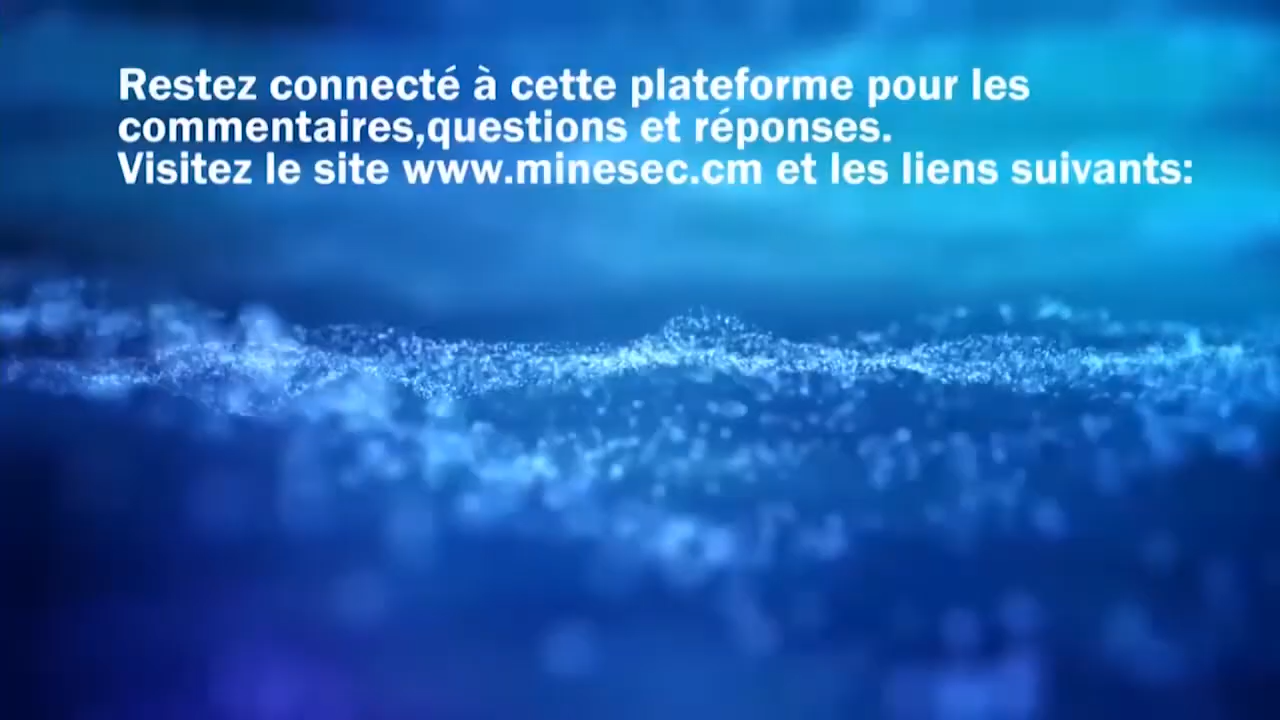 Restez connecté à cette plateforme pour les
commentaires,questions et réponses.
Visitez le site www.minesec.cm et les liens suivants: